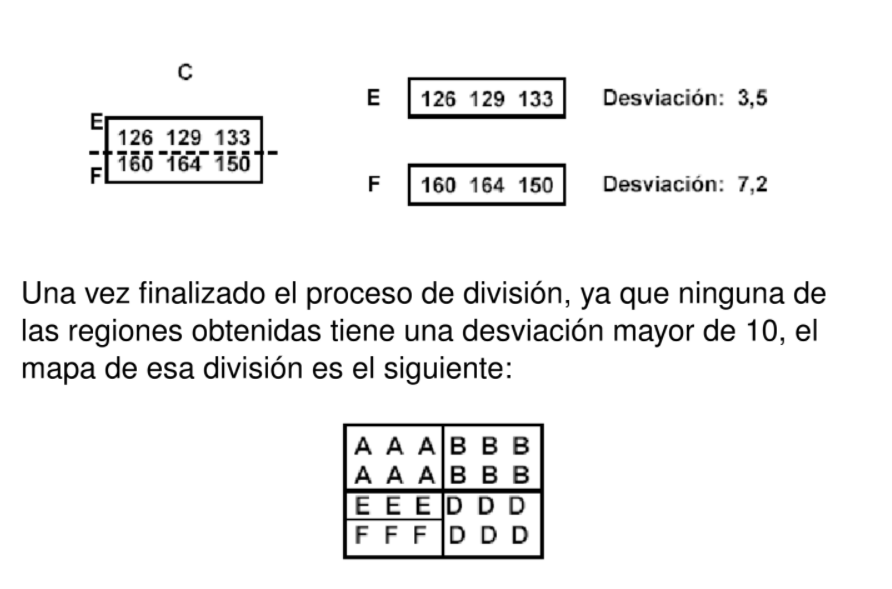 C
E
126 129 133
F
160 164 150
E 126 129 133 Desviación: 3,5
F 160 164 150 Desviación: 7,2
Una vez finalizado el proceso de división, ya que ninguna de
las regiones obtenidas tiene una desviación mayor de 10, el
mapa de esa división es el siguiente:
A A A B B B
A A A B B B
E E E D D D
F F F D D D